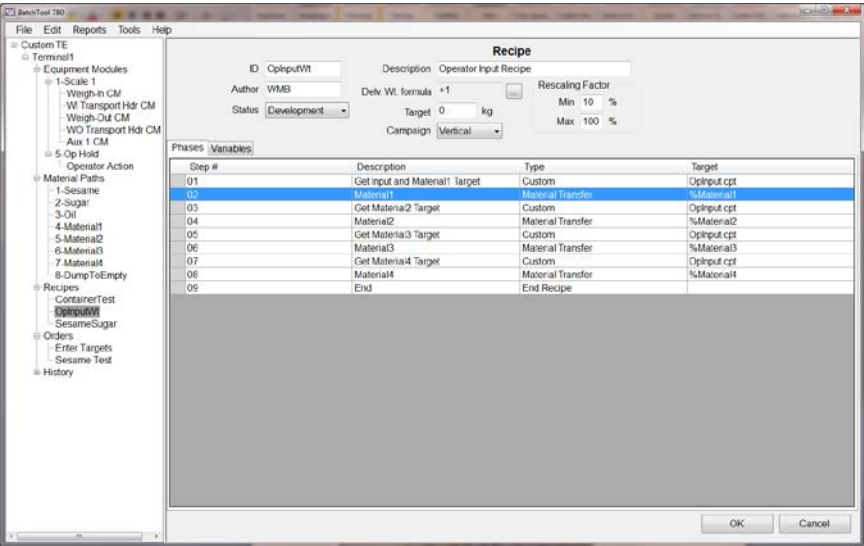 BatchTool 780
File Edit Reports Tools Help
Custom TE
Terminal1
Equipment Modules
1-Scale 1
Weigh-In CM
WI Transport Hdr CM
Weigh-Out CM
WO Transport Hdr CM
Aux 1 CM
5-Op Hold
Operator Action
Material Paths
1-Sesame
2-Sugar
3-Oil
4-Material1
5-Material2
6-Material3
7-Material4
8-DumpToEmpty
Recipes
ContainerTest
OpInputWt
SesameSugar
Orders
Enter Targets
Sesame Test
History
Recipe
ID OpInputWt Description Operator Input Recipe
Author WMB Delv. Wt. formula +1 ... Rescaling Factor
Status Development Target 0 kg Min 10 %
Campaign Vertical Max 100 %
Phases Variables
Step # Description Type Target
01 Get Input and Material1 Target Custom OpInput.cpt
02 Material1 Material Transfer %Material1
03 Get Material2 Target Custom OpInput.cpt
04 Material2 Material Transfer %Material2
05 Get Material3 Target Custom OpInput.cpt
06 Material3 Material Transfer %Material3
07 Get Material4 Target Custom OpInput.cpt
08 Material4 Material Transfer %Material4
09 End End Recipe
OK Cancel